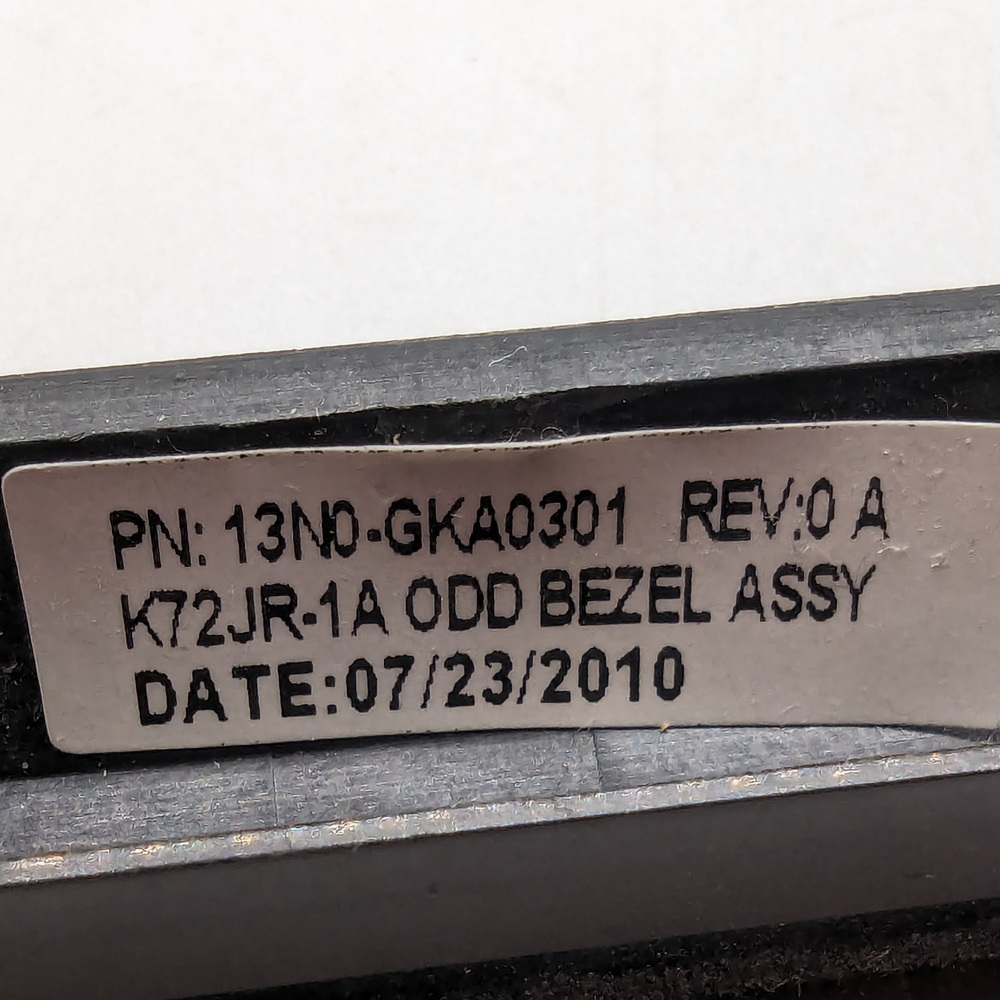 PN: 13N0-GKA0301 REV:0 A
K72JR-1A ODD BEZEL ASSY
DATE:07/23/2010